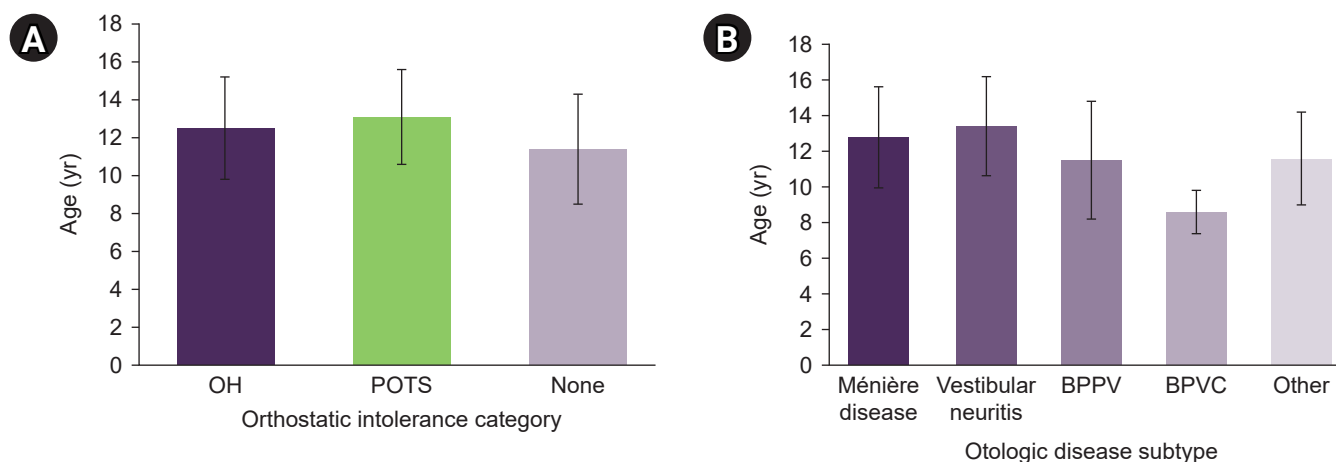 A
18
16
14
12
10
8
6
4
2
0
Age (yr)
OH POTS None
Orthostatic intolerance category
B
18
16
14
12
10
8
6
4
2
0
Age (yr)
Ménière Vestibular BPPV BPVC Other
disease neuritis
Otologic disease subtype